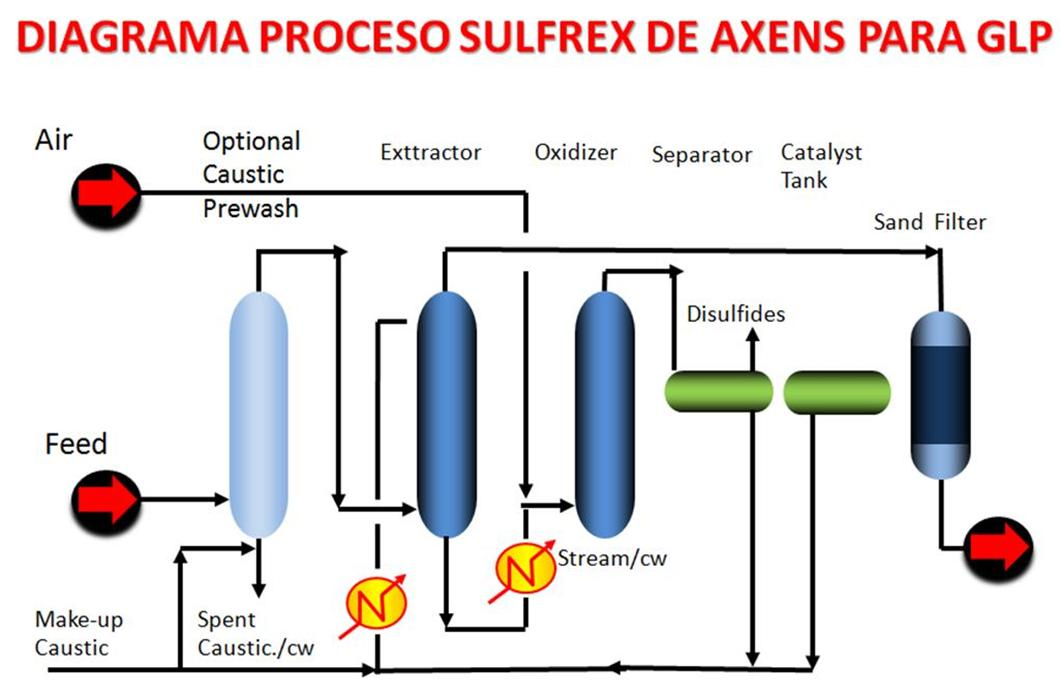 DIAGRAMA PROCESO SULFREX DE AXENS PARA GLP
Air
Optional
Caustic
Prewash
Exttractor
Oxidizer
Separator
Catalyst
Tank
Sand Filter
Disulfides
Feed
Stream/cw
Make-up
Caustic
Spent
Caustic./cw